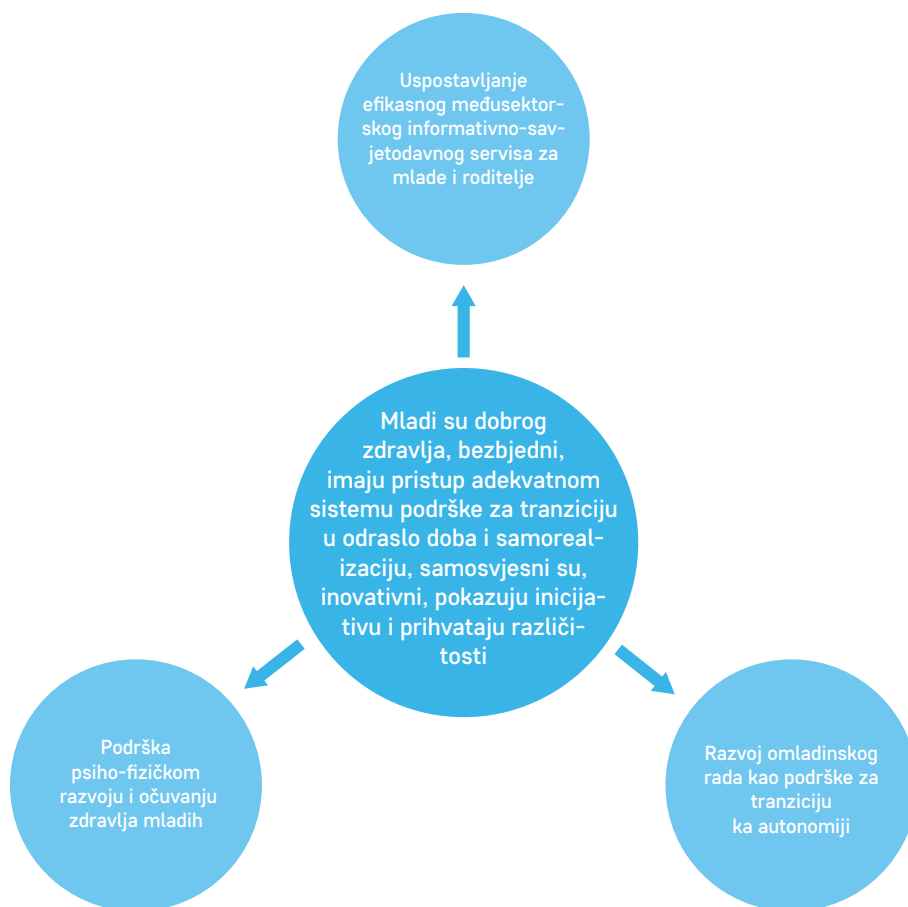 Uspostavljanje
efikasnog međusektor-
skog informativno-sav-
jetodavnog servisa za
mlade i roditelje
Mladi su dobrog
zdravlja, bezbjedni,
imaju pristup adekvatnom
sistemu podrške za tranziciju
u odraslo doba i samoreal-
izaciju, samosvjesni su,
inovativni, pokazuju inicija-
tivu i prihvataju različi-
tosti
Podrška
psiho-fizičkom
razvoju i očuvanju
zdravlja mladih
Razvoj omladinskog
rada kao podrške za
tranziciju
ka autonomiji